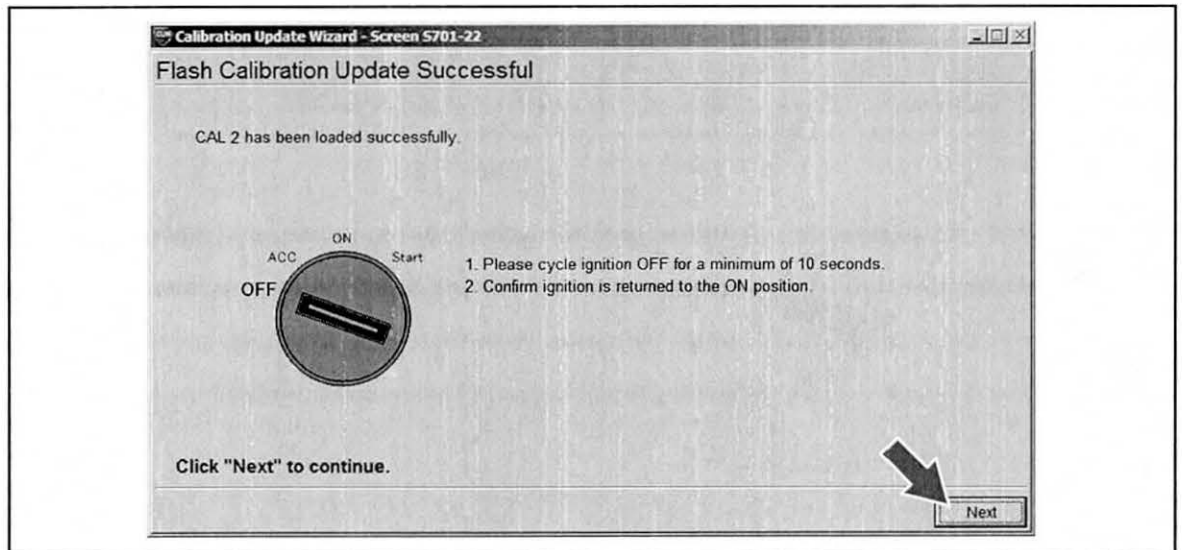 Calibration Update Wizard - Screen S701-22
Flash Calibration Update Successful
CAL 2 has been loaded successfully.
ON
ACC
Start
OFF
1. Please cycle ignition OFF for a minimum of 10 seconds.
2. Confirm ignition is returned to the ON position.
Click "Next" to continue.
Next